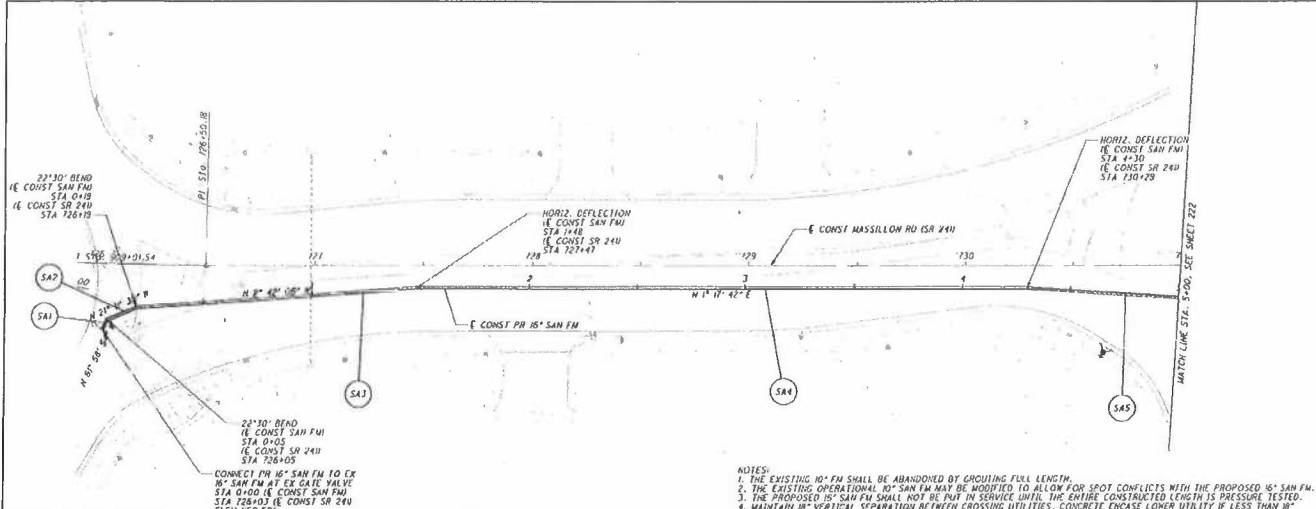 22°30' BEND
(℄ CONST SAN FM)
STA 0+19
(℄ CONST SR 241)
STA 726+19
PI Sta 726+50.18
SA2
SA1
00
727
728
729
730
HORIZ. DEFLECTION
(℄ CONST SAN FM)
STA 1+48
(℄ CONST SR 241)
STA 727+47
℄ CONST MASSILLON RD (SR 241)
HORIZ. DEFLECTION
(℄ CONST SAN FM)
STA 4+30
(℄ CONST SR 241)
STA 730+29
MATCH LINE STA. 5+00, SEE SHEET 222
2
3
4
N 1° 17' 42" E
℄ CONST PR 16" SAN FM
SA3
SA4
SA5
22°30' BEND
(℄ CONST SAN FM)
STA 0+05
(℄ CONST SR 241)
STA 726+05
CONNECT PR 16" SAN FM TO EX
16" SAN FM AT EX GATE VALVE
STA 0+00 (℄ CONST SAN FM)
STA 726+03 (℄ CONST SR 241)
NOTES:
1. THE EXISTING 10" FM SHALL BE ABANDONED BY GROUTING FULL LENGTH.
2. THE EXISTING OPERATIONAL 10" SAN FM MAY BE MODIFIED TO ALLOW FOR SPOT CONFLICTS WITH THE PROPOSED 16" SAN FM.
3. THE PROPOSED 16" SAN FM SHALL NOT BE PUT IN SERVICE UNTIL THE ENTIRE CONSTRUCTED LENGTH IS PRESSURE TESTED.
4. MAINTAIN 18" VERTICAL SEPARATION BETWEEN CROSSING UTILITIES. CONCRETE ENCASE LOWER UTILITY IF LESS THAN 18"